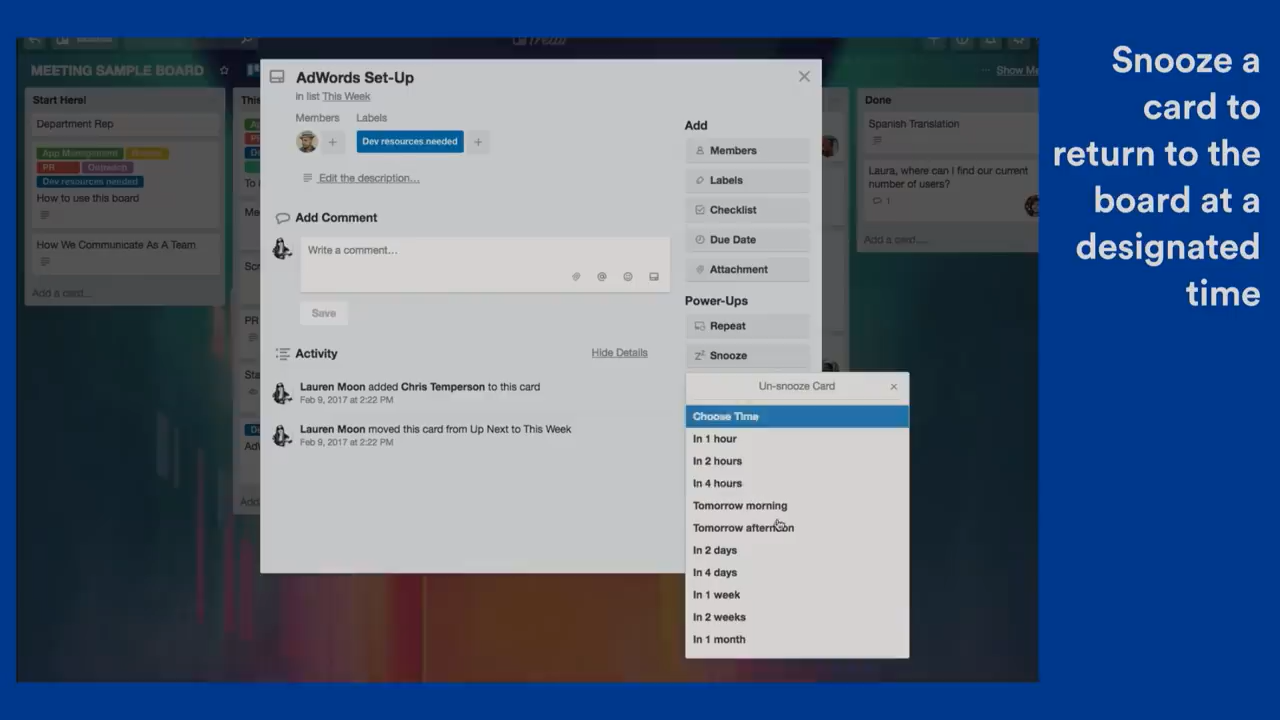 MEETING SAMPLE BOARD
Show Me
Start Here!
Department Rep
App Management
PR Outreach
Dev resources needed
How to use this board
How We Communicate As A Team
Add a card...
AdWords Set-Up
in list This Week
Members Labels
Dev resources needed
Edit the description...
Add Comment
Write a comment...
Save
Activity
Hide Details
Lauren Moon added Chris Temperson to this card
Feb 9, 2017 at 2:22 PM
Lauren Moon moved this card from Up Next to This Week
Feb 9, 2017 at 2:22 PM
Add
Members
Labels
Checklist
Due Date
Attachment
Power-Ups
Repeat
Snooze
Un-snooze Card
Choose Time
In 1 hour
In 2 hours
In 4 hours
Tomorrow morning
Tomorrow afternoon
In 2 days
In 4 days
In 1 week
In 2 weeks
In 1 month
Done
Spanish Translation
Laura, where can I find our current
number of users?
1
Add a card...
Snooze a
card to
return to the
board at a
designated
time